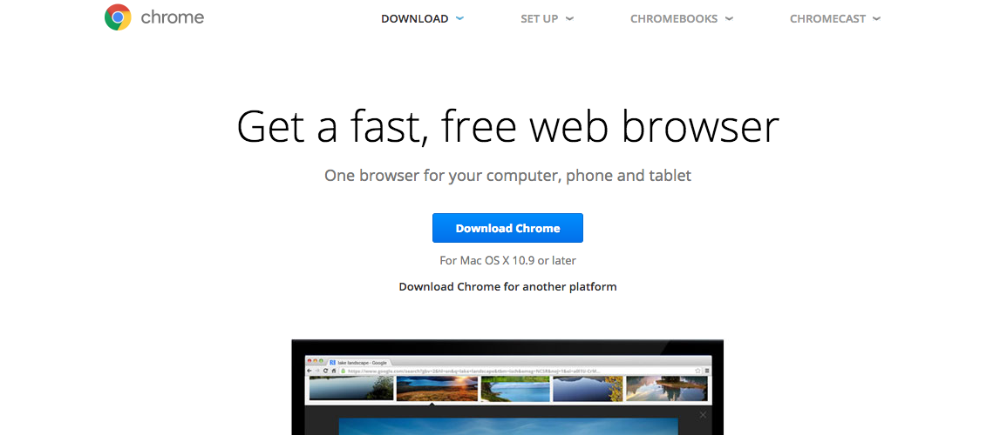 chrome
DOWNLOAD
SET UP
CHROMEBOOKS
CHROMECAST
Get a fast, free web browser
One browser for your computer, phone and tablet
Download Chrome
For Mac OS X 10.9 or later
Download Chrome for another platform
lake landscape - Google